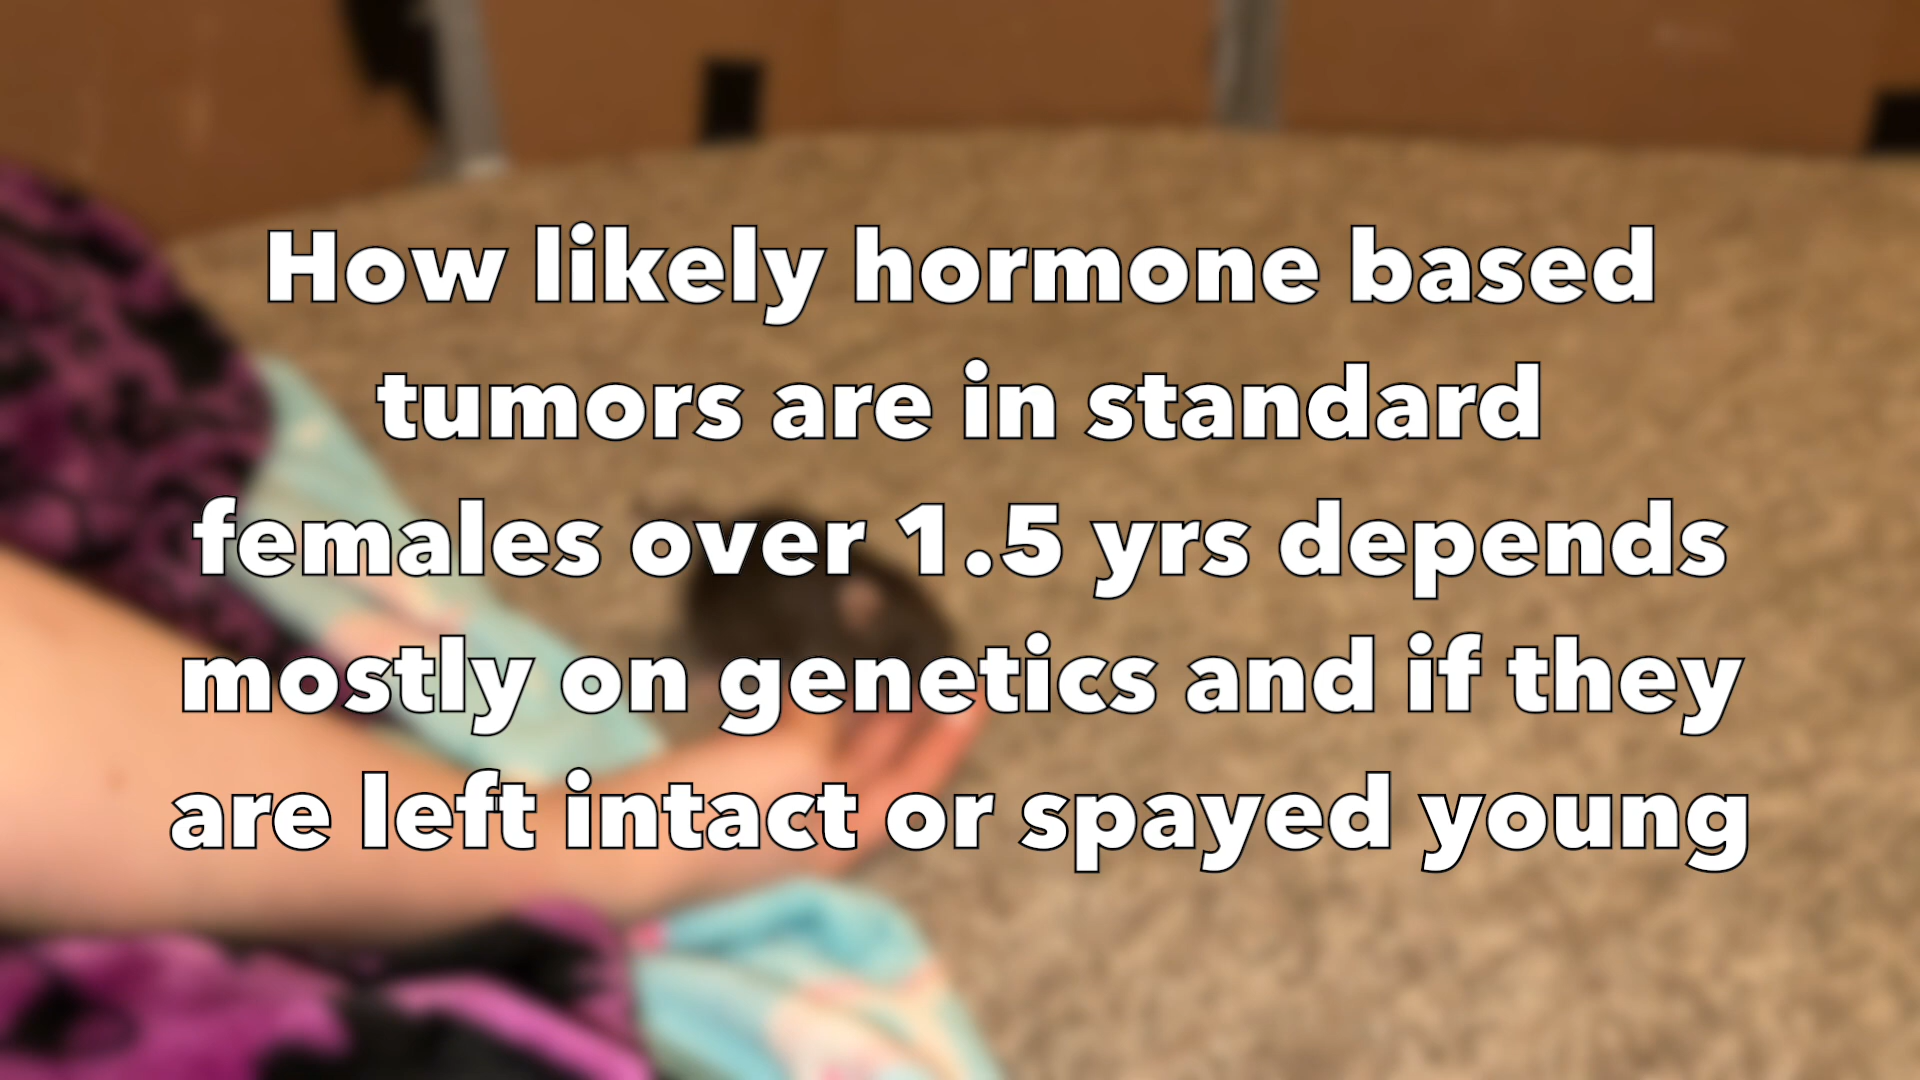 How likely hormone based
tumors are in standard
females over 1.5 yrs depends
mostly on genetics and if they
are left intact or spayed young